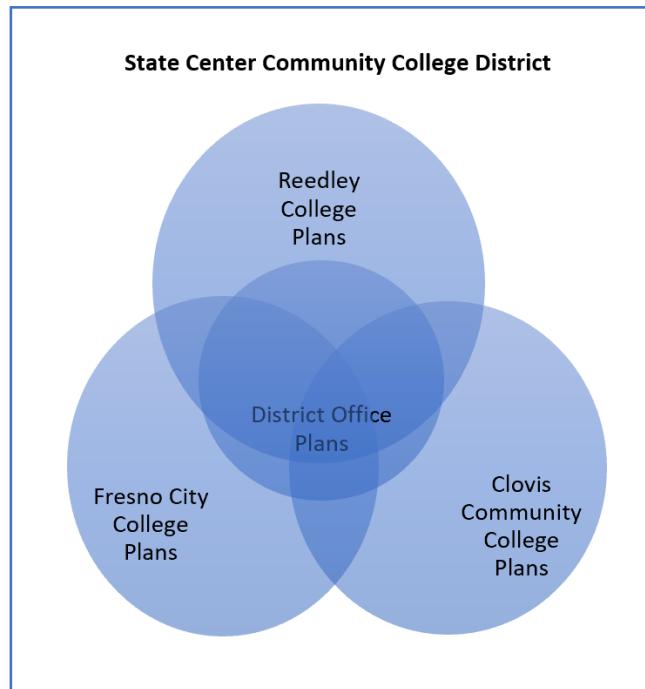 State Center Community College District
Reedley
College
Plans
District Office
Plans
Fresno City
College
Plans
Clovis
Community
College
Plans